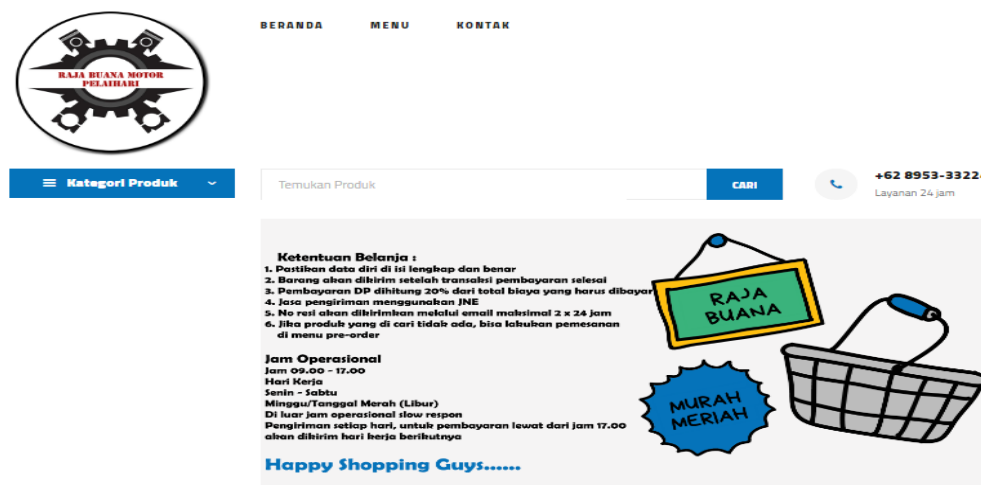 BERANDA MENU KONTAK
RAJA BUANA MOTOR
PELAIHARI
Kategori Produk
Temukan Produk
CARI
+62 8953-3322
Layanan 24 jam
Ketentuan Belanja :
1. Pastikan data diri di isi lengkap dan benar
2. Barang akan dikirim setelah transaksi pembayaran selesai
3. Pembayaran DP dihitung 20% dari total biaya yang harus dibayar
4. Jasa pengiriman menggunakan JNE
5. No resi akan dikirimkan melalui email maksimal 2 x 24 jam
6. Jika produk yang di cari tidak ada, bisa lakukan pemesanan
di menu pre-order
Jam Operasional
Jam 09.00 - 17.00
Hari Kerja
Senin - Sabtu
Minggu/Tanggal Merah (Libur)
Di luar jam operasional slow respon
Pengiriman setiap hari, untuk pembayaran lewat dari jam 17.00
akan dikirim hari kerja berikutnya
Happy Shopping Guys......
RAJA
BUANA
MURAH
MERIAH